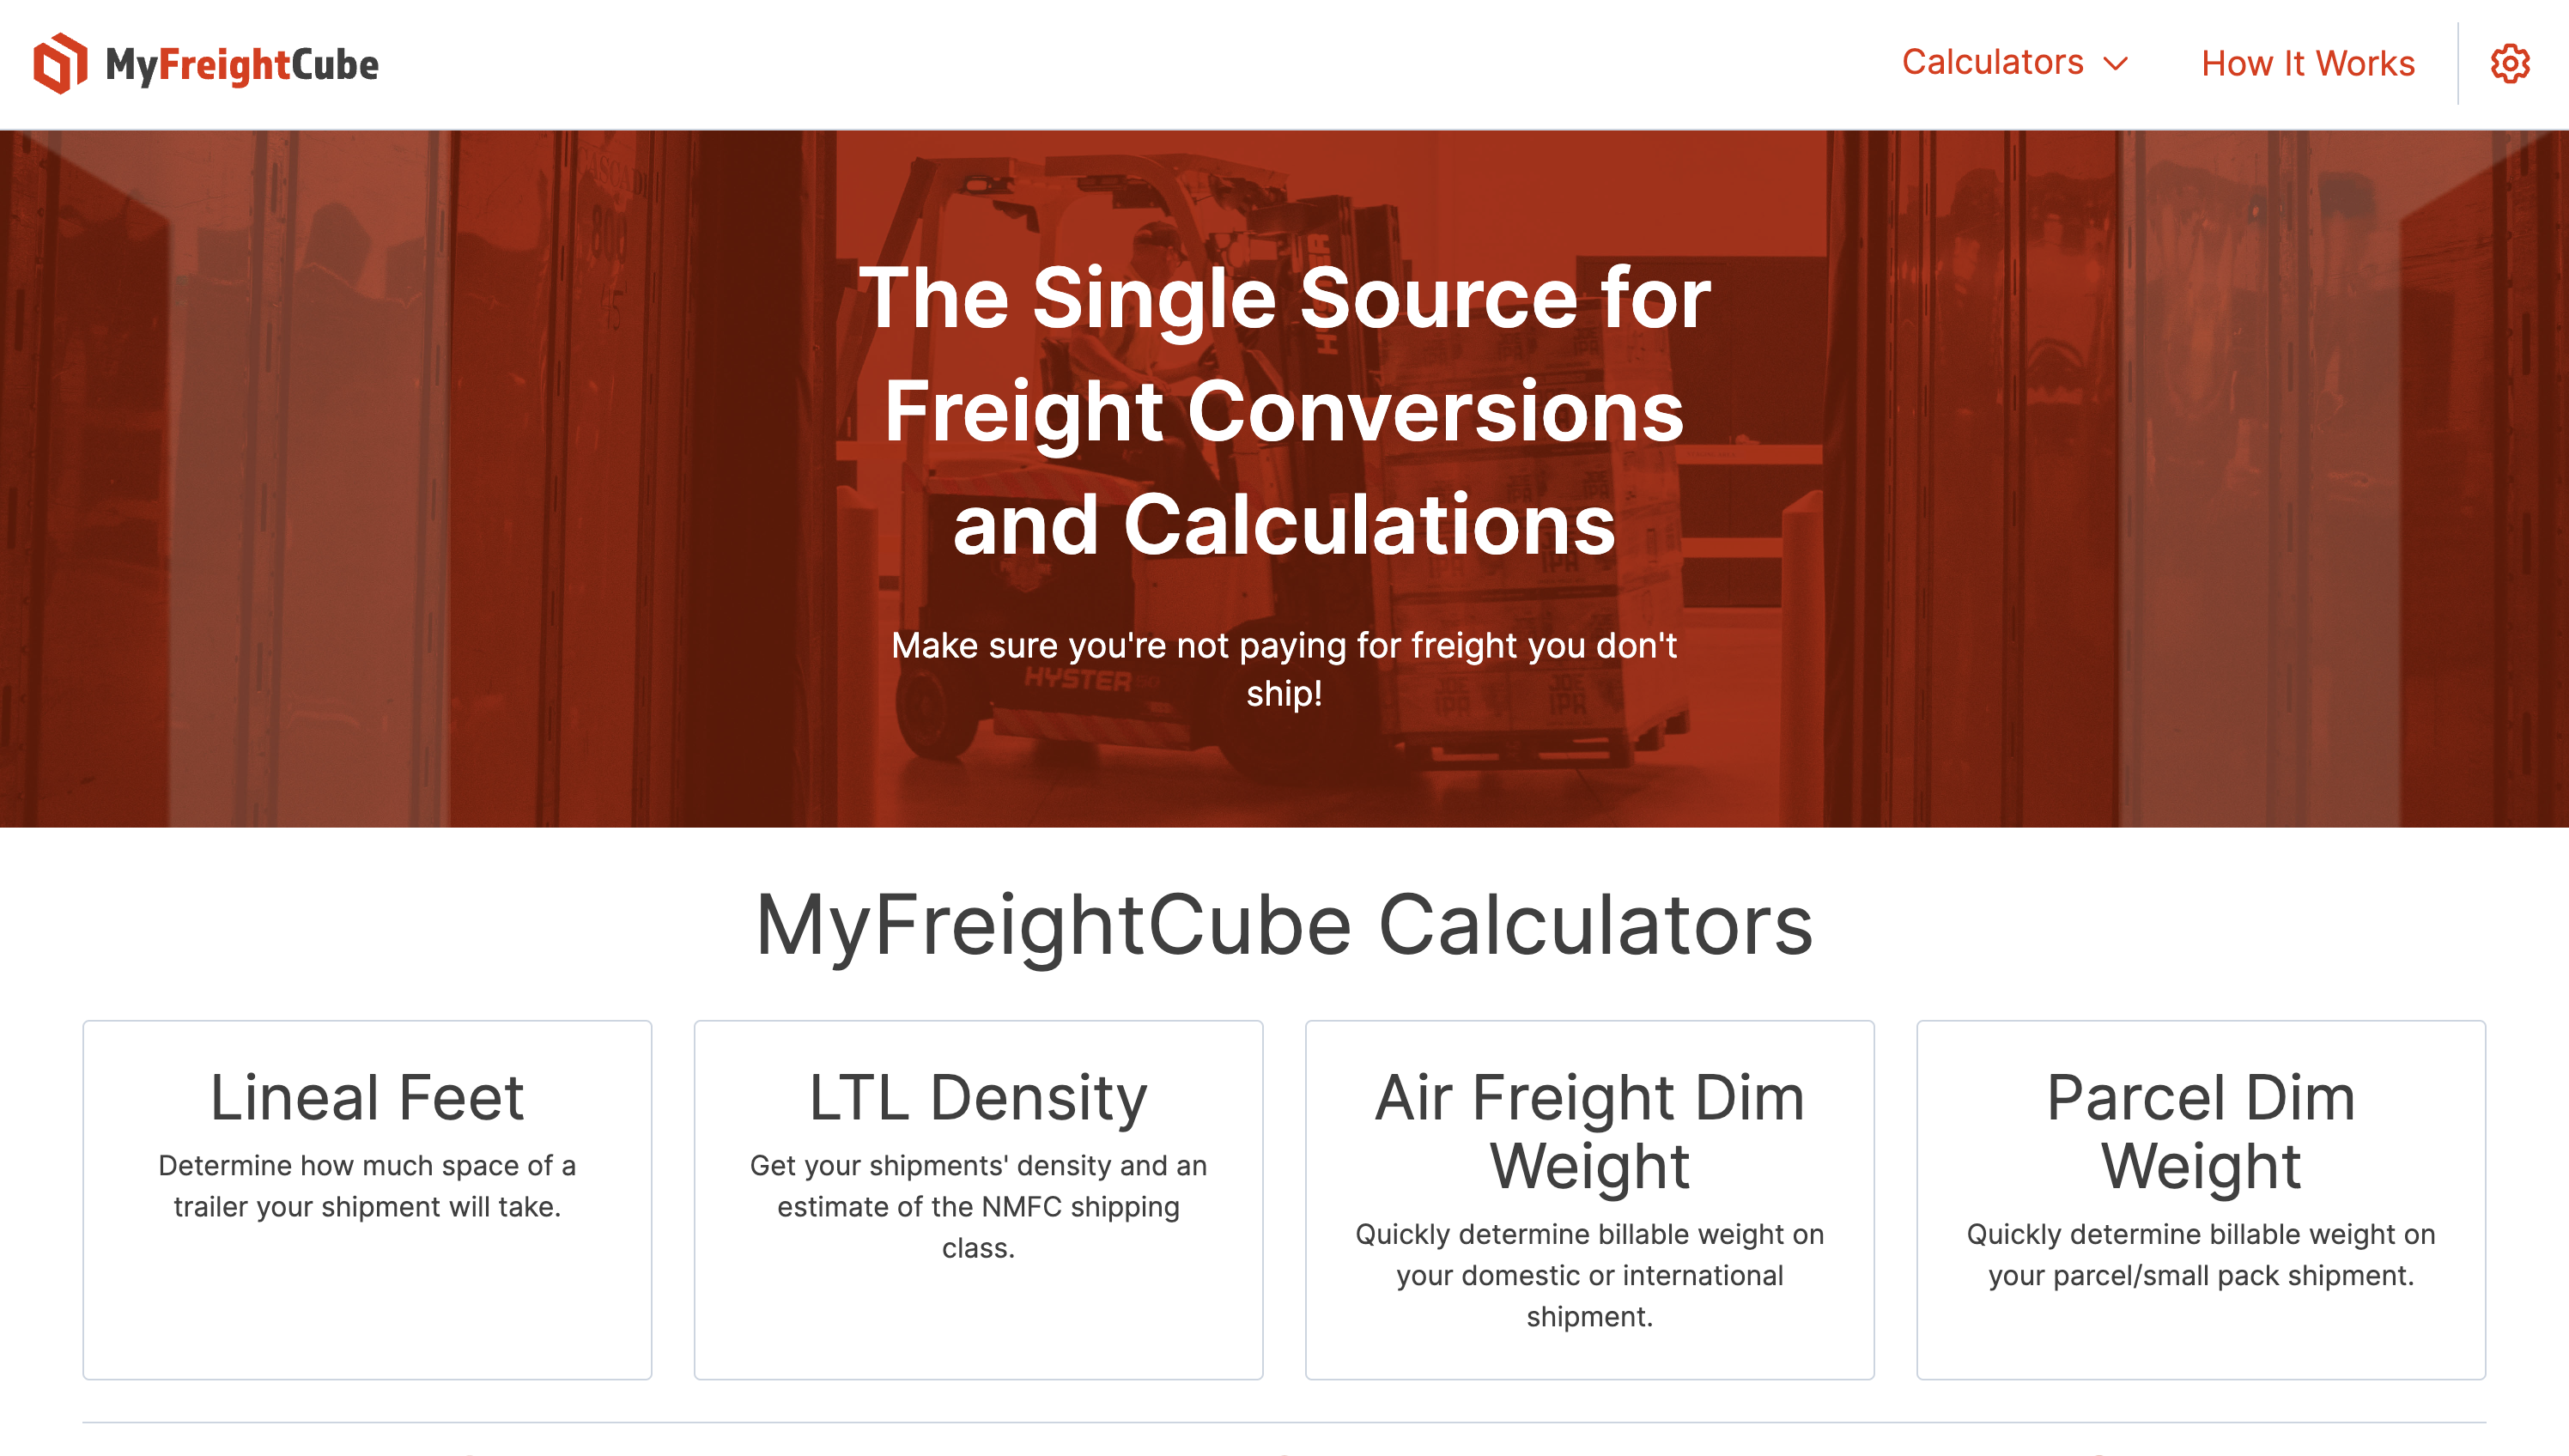 MyFreightCube
Calculators
How It Works
The Single Source for
Freight Conversions
and Calculations
Make sure you're not paying for freight you don't
ship!
HYSTER
MyFreightCube Calculators
Lineal Feet
Determine how much space of a
trailer your shipment will take.
LTL Density
Get your shipments' density and an
estimate of the NMFC shipping
class.
Air Freight Dim
Weight
Quickly determine billable weight on
your domestic or international
shipment.
Parcel Dim
Weight
Quickly determine billable weight on
your parcel/small pack shipment.